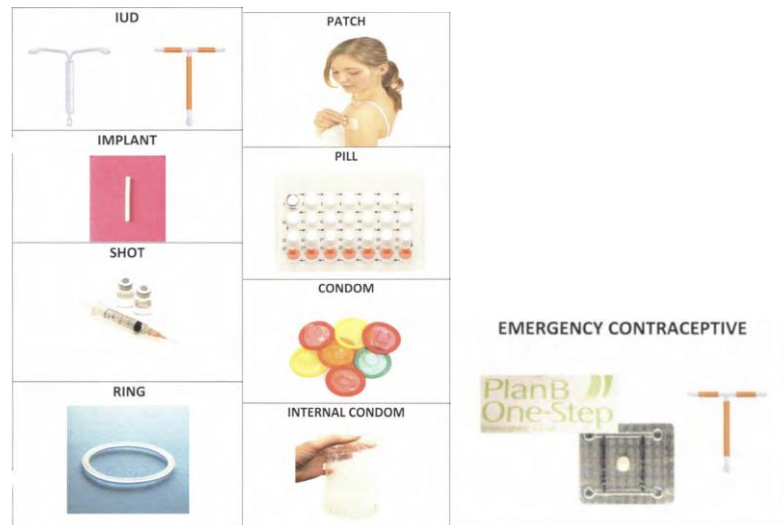 IUD
IMPLANT
SHOT
RING
PATCH
PILL
CONDOM
INTERNAL CONDOM
EMERGENCY CONTRACEPTIVE
PlanB
One-Step